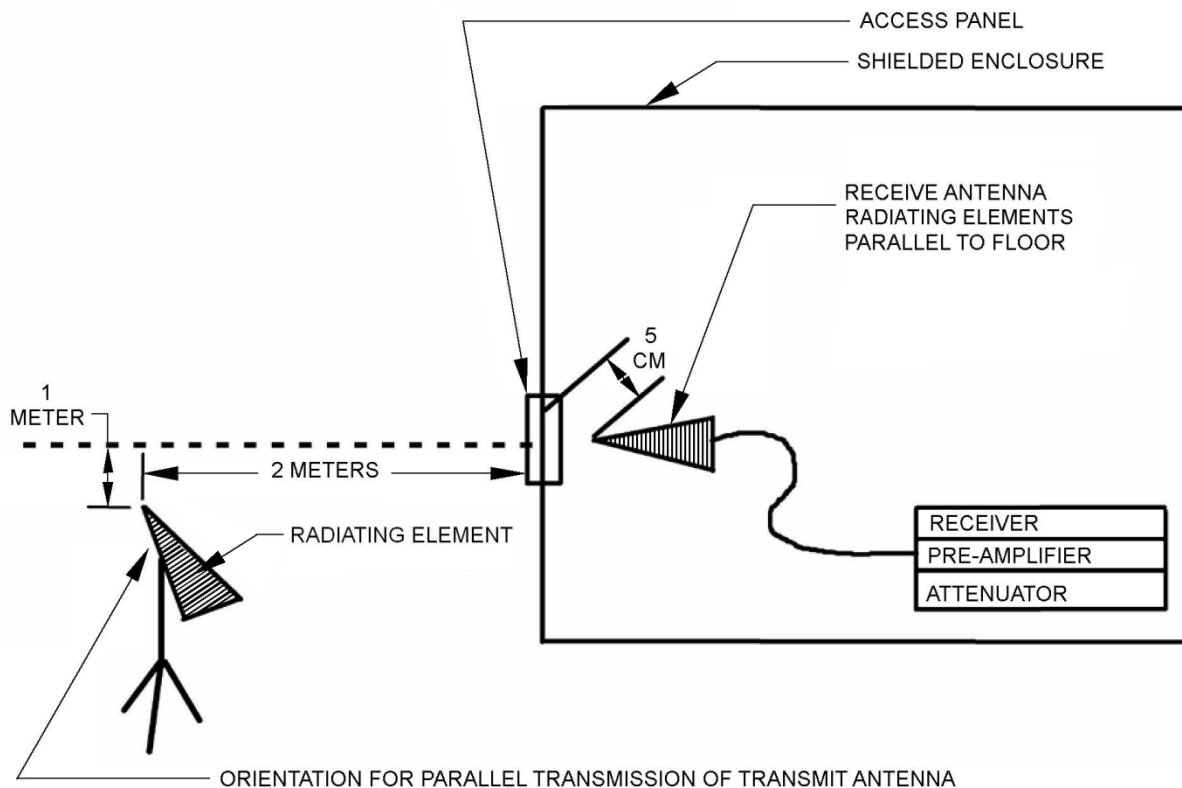 ACCESS PANEL
SHIELDED ENCLOSURE
RECEIVE ANTENNA
RADIATING ELEMENTS
PARALLEL TO FLOOR
5
CM
1
METER
2 METERS
RADIATING ELEMENT
RECEIVER
PRE-AMPLIFIER
ATTENUATOR
ORIENTATION FOR PARALLEL TRANSMISSION OF TRANSMIT ANTENNA